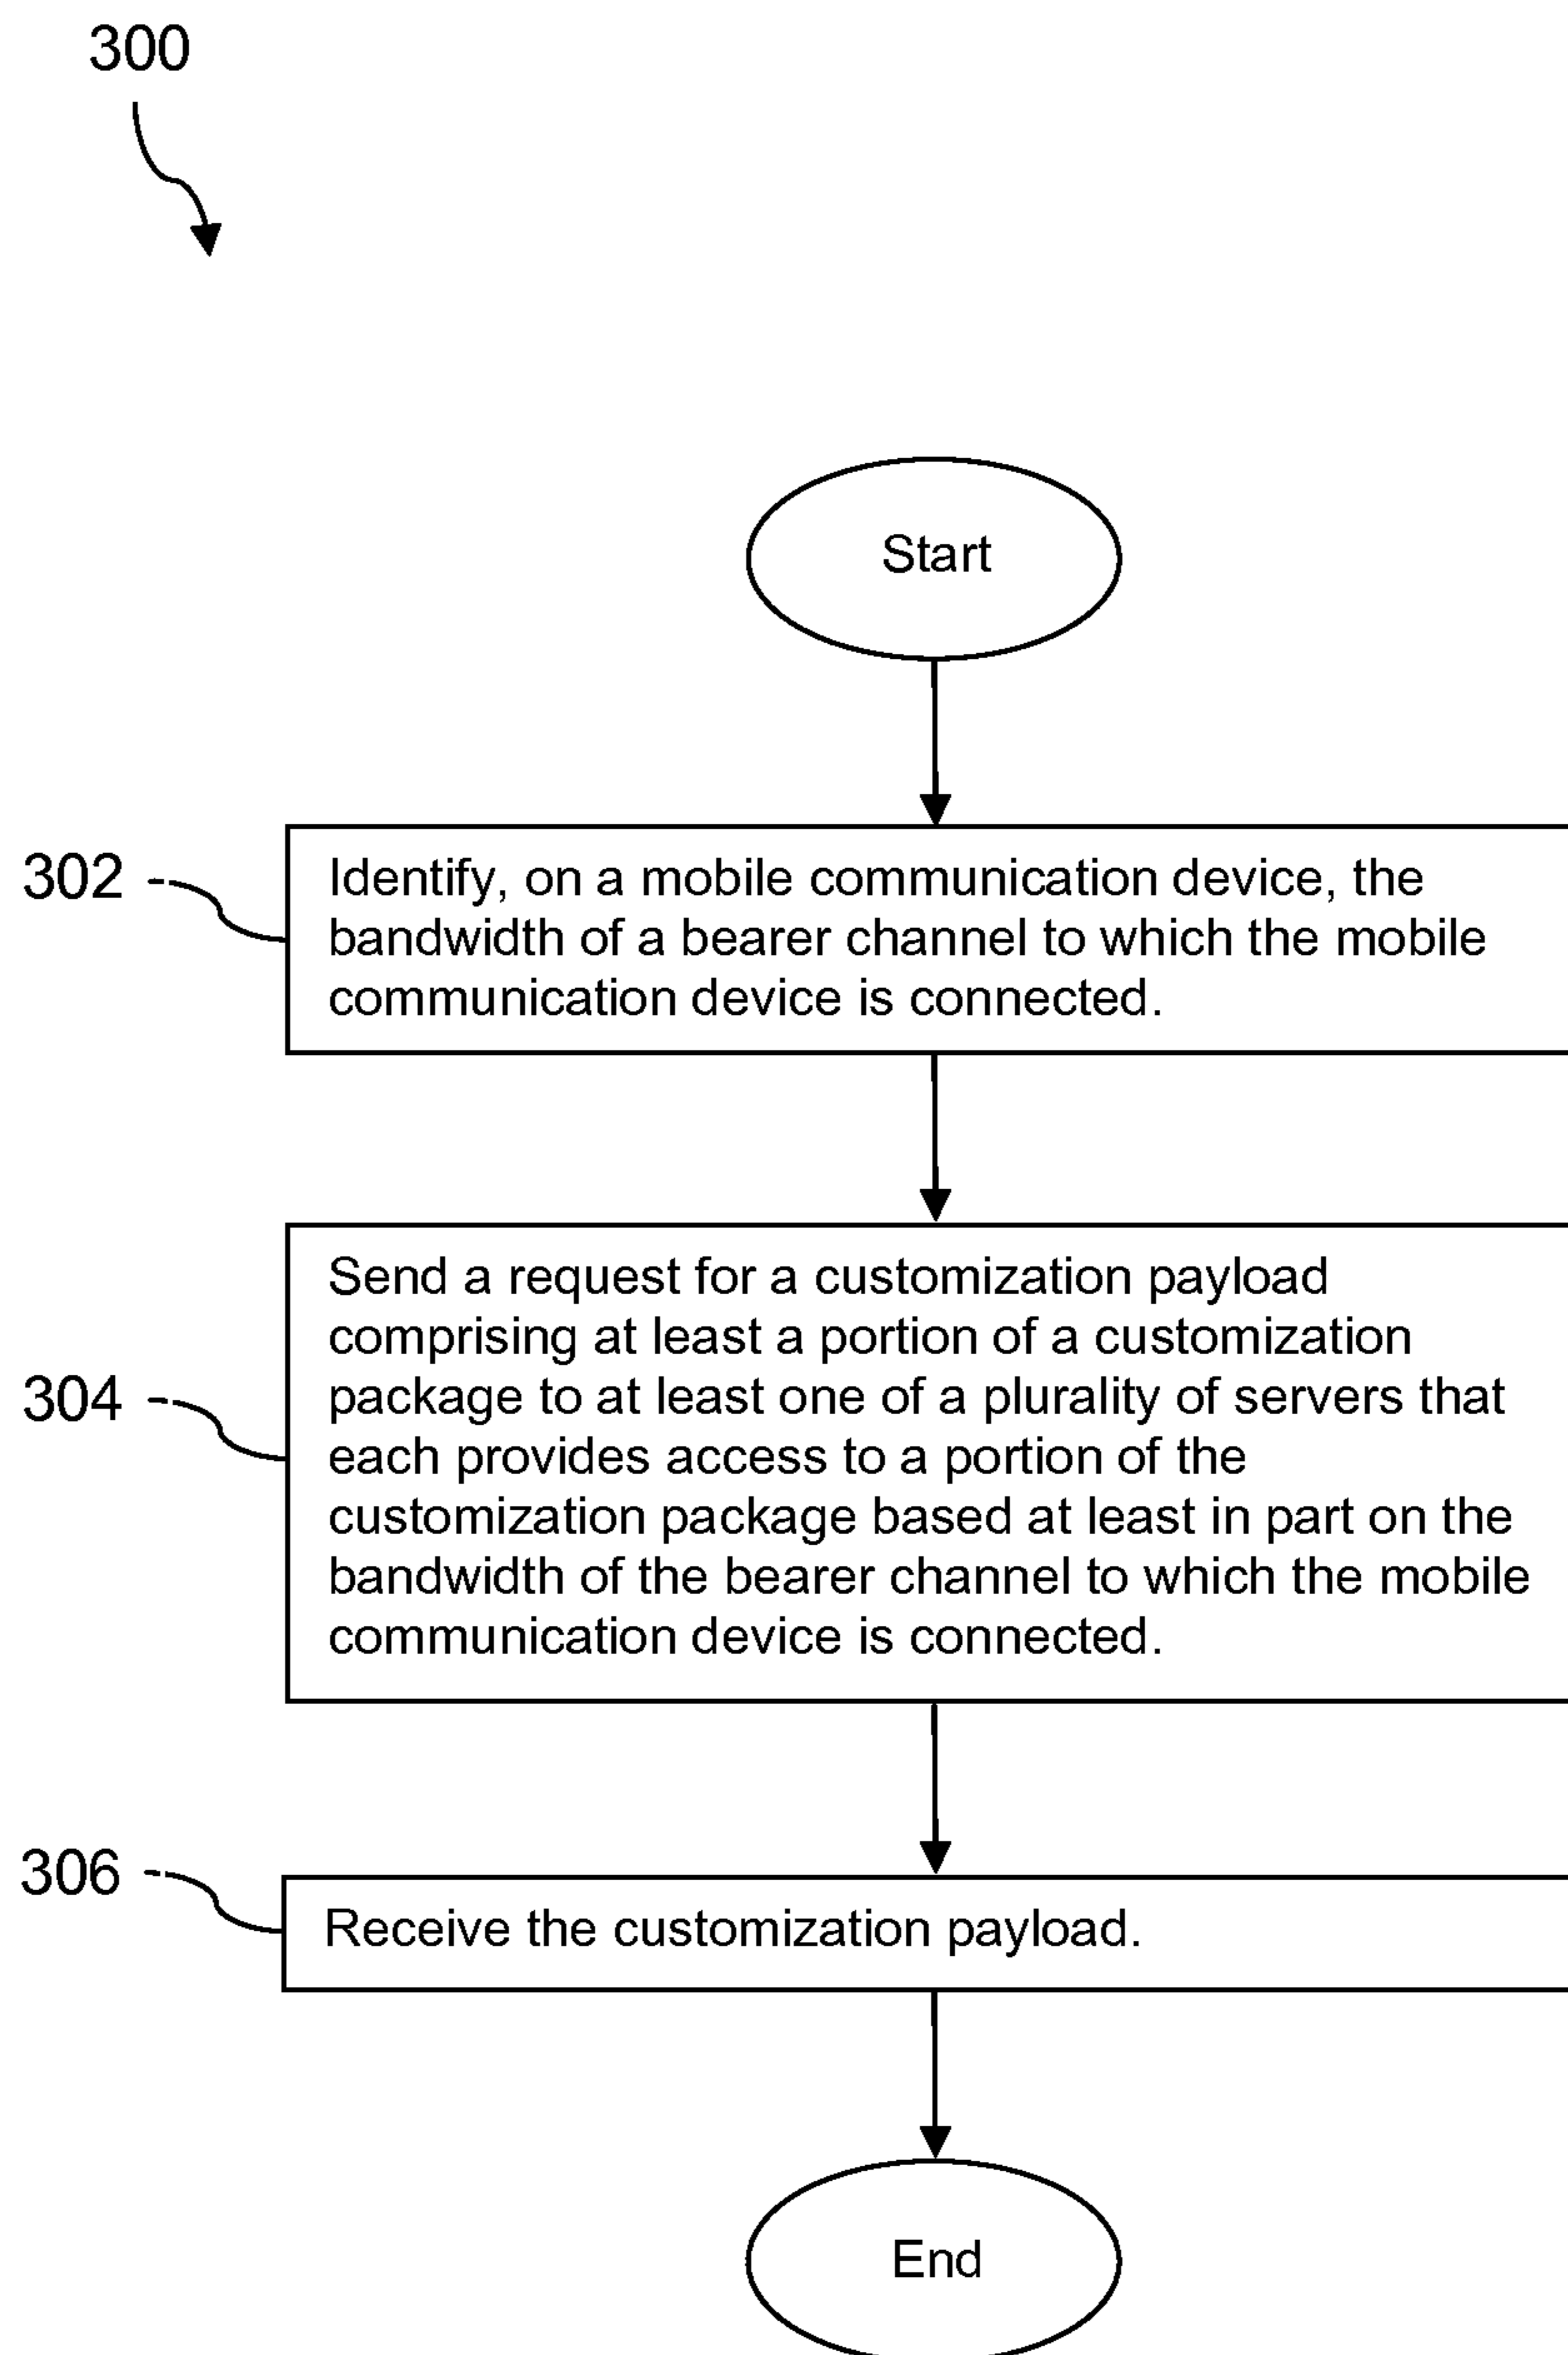 300
Start
302
Identify, on a mobile communication device, the
bandwidth of a bearer channel to which the mobile
communication device is connected.
304
Send a request for a customization payload
comprising at least a portion of a customization
package to at least one of a plurality of servers that
each provides access to a portion of the
customization package based at least in part on the
bandwidth of the bearer channel to which the mobile
communication device is connected.
306
Receive the customization payload.
End